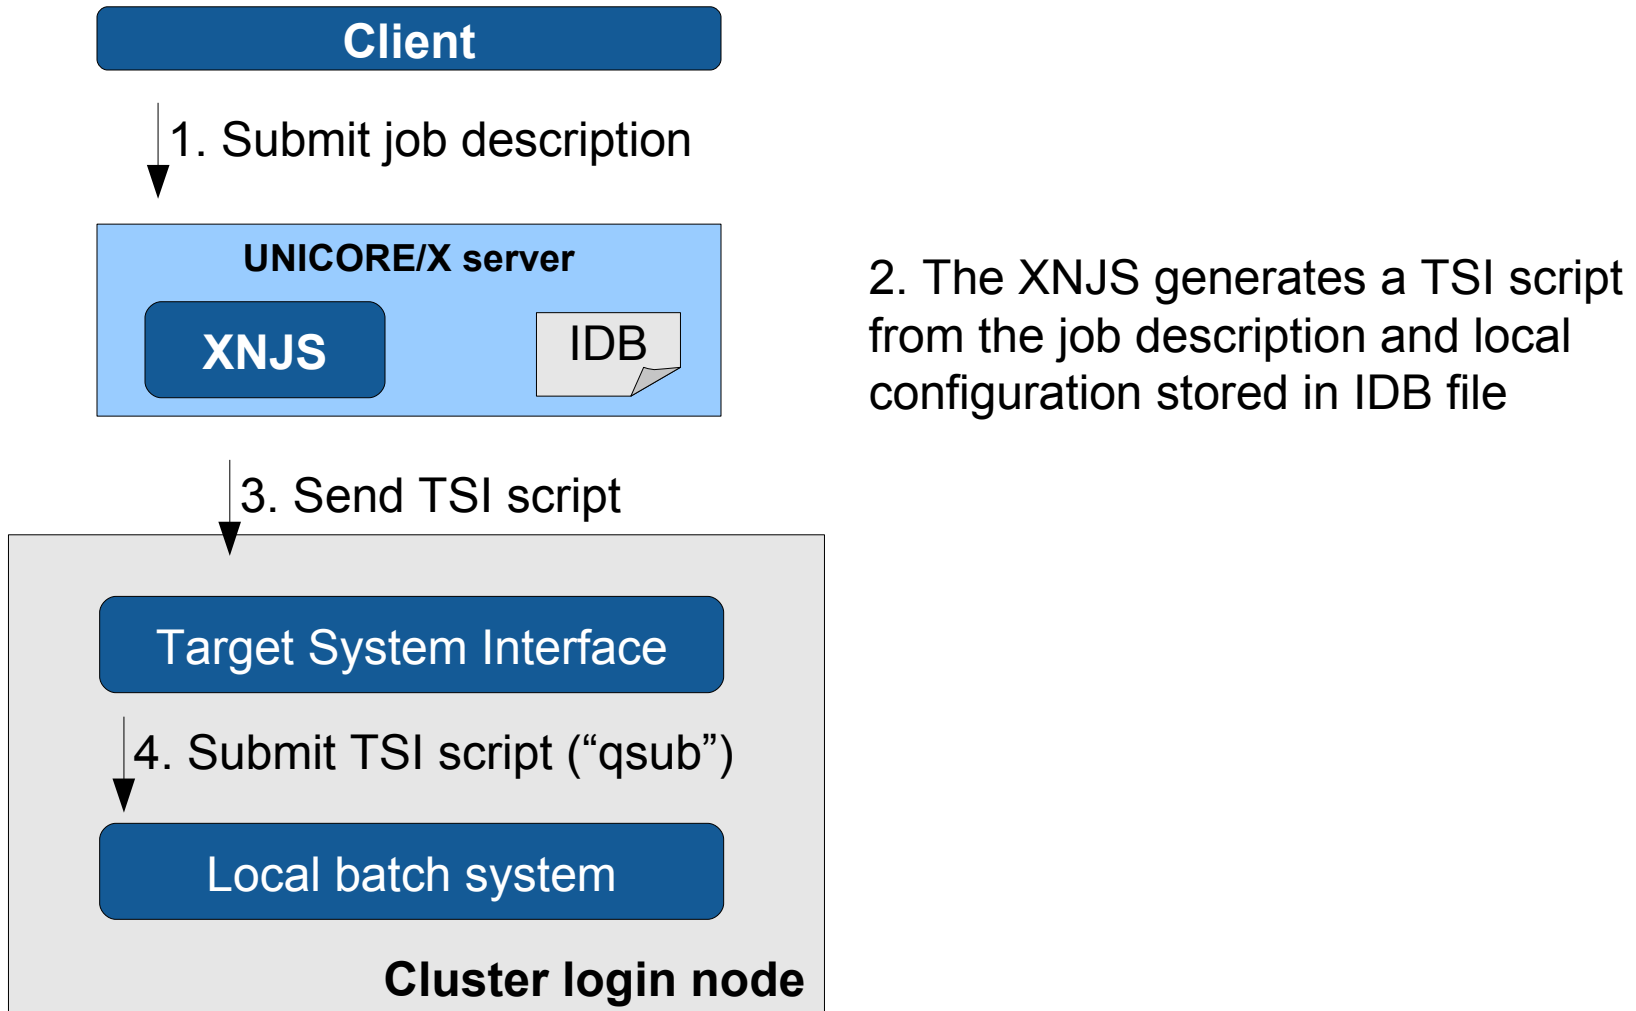 Client
1. Submit job description
UNICORE/X server
XNJS
IDB
2. The XNJS generates a TSI script
from the job description and local
configuration stored in IDB file
3. Send TSI script
Target System Interface
4. Submit TSI script (“qsub”)
Local batch system
Cluster login node